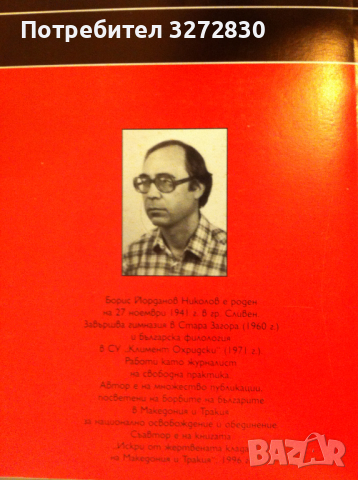 Потребител 3272830
Борис Йорданов Николов е роден
на 27 ноември 1941 г. в гр. Сливен
Завършва гимназия в Стара Загора (1960 г.)
и българска филология
в СУ „Климент Охридски" (1971 г.).
Работи като журналист
на свободна практика.
Автор е на множество публикации,
посветени на борбите на българите
в Македония и Тракия
за национално освобождение и обединение
Съавтор е на книгата
„Искри от жертвената клада
на Македония и Тракия" 1996 г.
BAZAR
bg